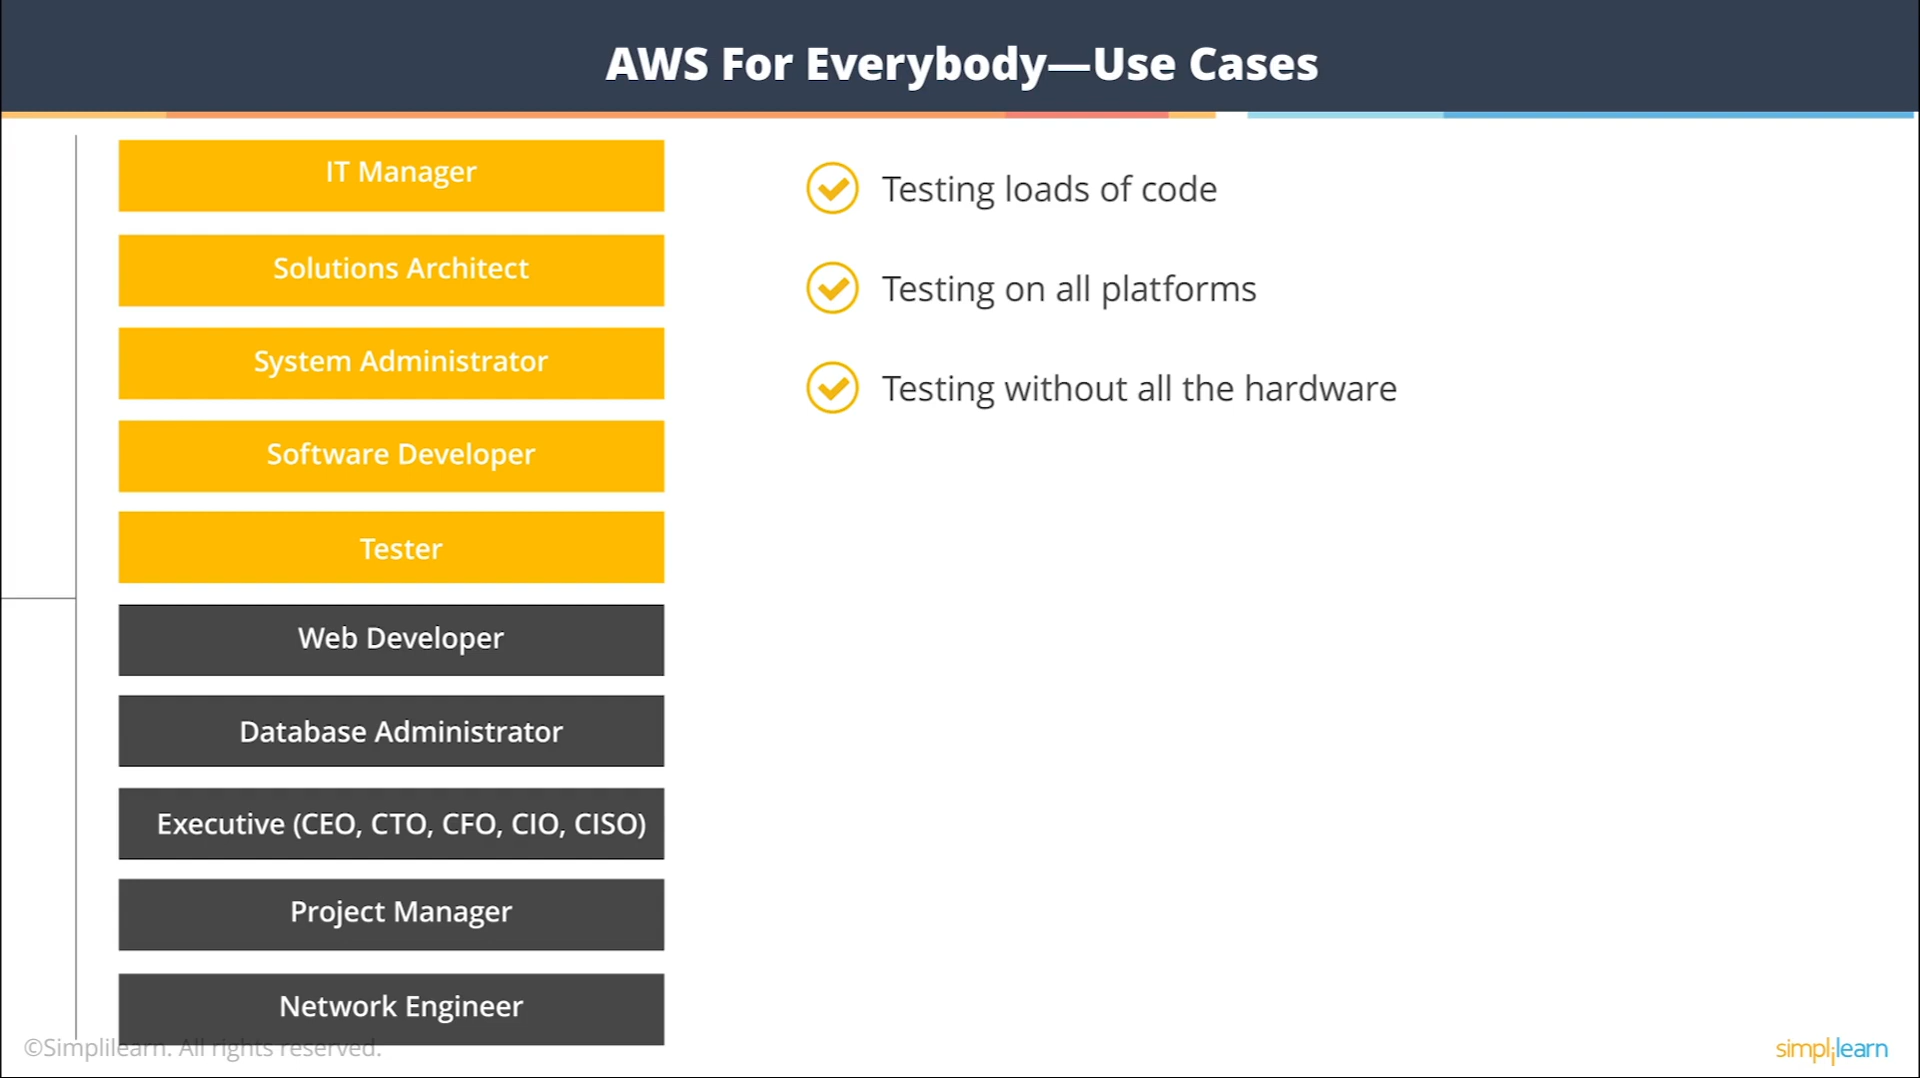 AWS For Everybody—Use Cases
IT Manager
Solutions Architect
System Administrator
Software Developer
Tester
Web Developer
Database Administrator
Executive (CEO, CTO, CFO, CIO, CISO)
Project Manager
Network Engineer
Testing loads of code
Testing on all platforms
Testing without all the hardware
©Simplilearn. All rights reserved.
simplilearn